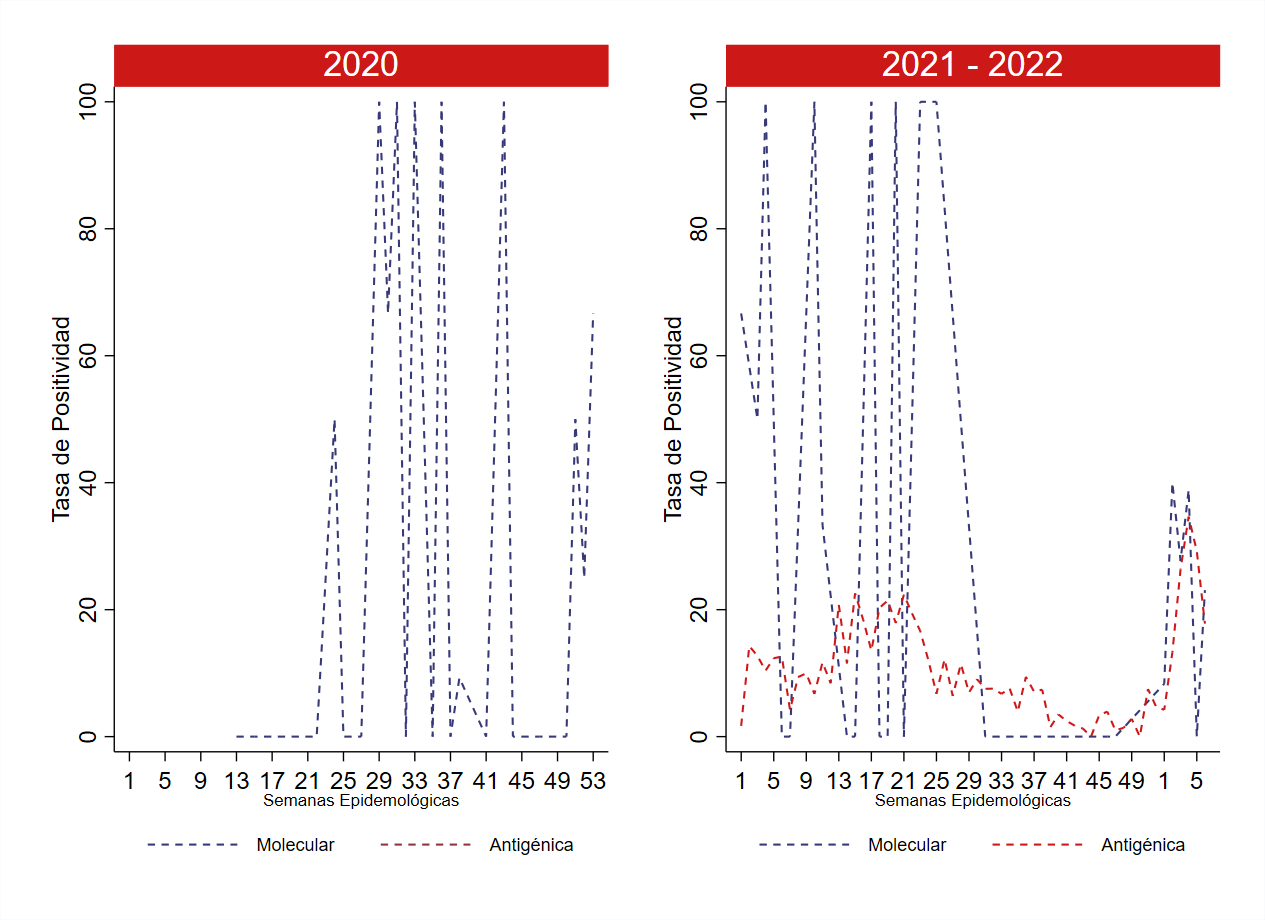 2020
Tasa de Positividad
100
80
60
40
20
0
1 5 9 13 17 21 25 29 33 37 41 45 49 53
Semanas Epidemológicas
Molecular Antigénica
2021 - 2022
Tasa de Positividad
100
80
60
40
20
0
1 5 9 13 17 21 25 29 33 37 41 45 49 1 5
Semanas Epidemológicas
Molecular Antigénica